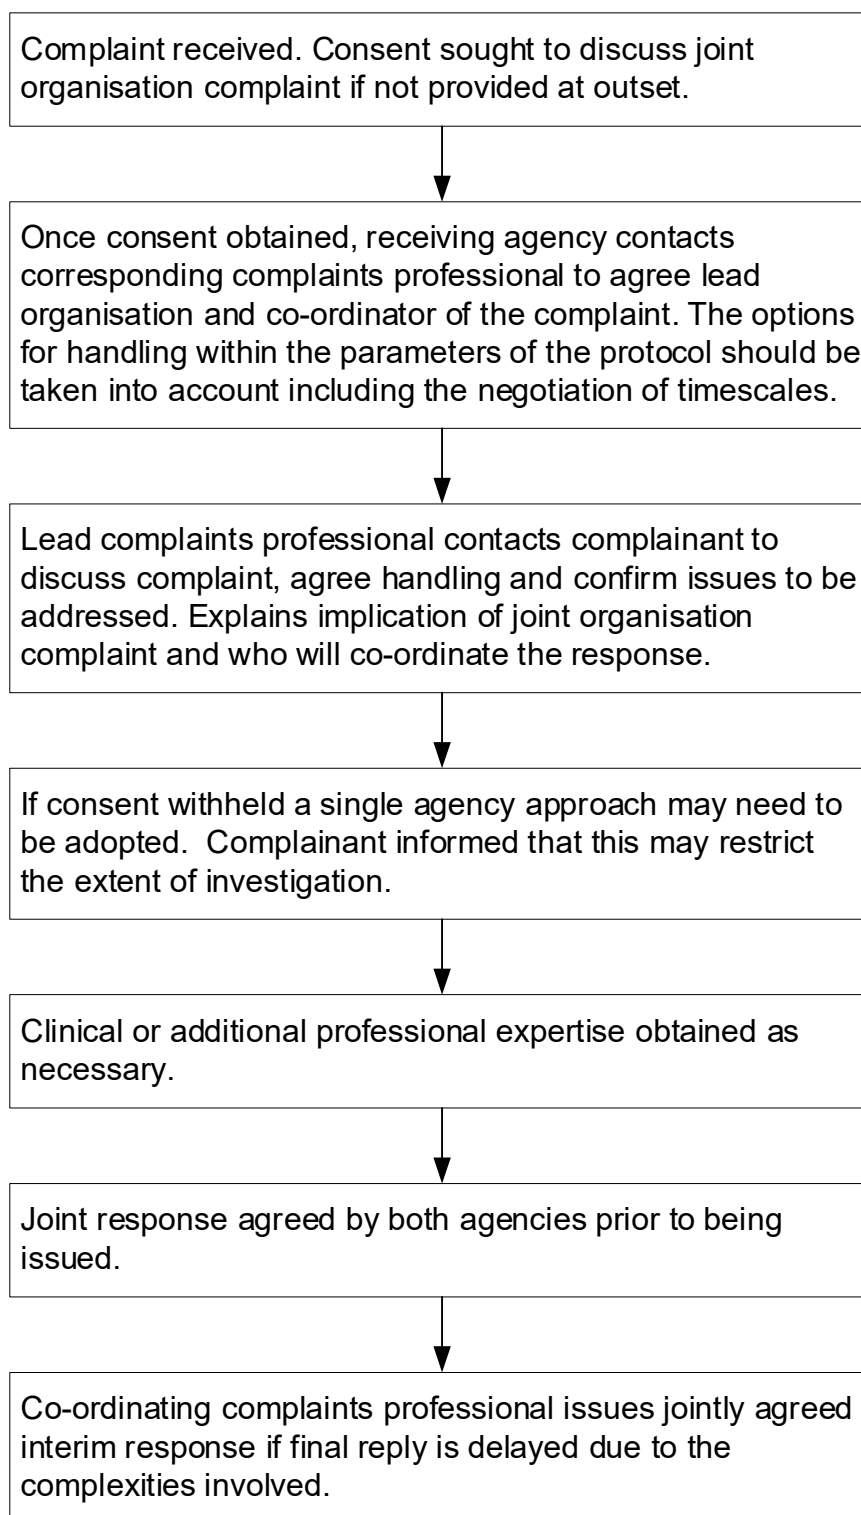 Complaint received. Consent sought to discuss joint
organisation complaint if not provided at outset.
Once consent obtained, receiving agency contacts
corresponding complaints professional to agree lead
organisation and co-ordinator of the complaint. The options
for handling within the parameters of the protocol should be
taken into account including the negotiation of timescales.
Lead complaints professional contacts complainant to
discuss complaint, agree handling and confirm issues to be
addressed. Explains implication of joint organisation
complaint and who will co-ordinate the response.
If consent withheld a single agency approach may need to
be adopted.  Complainant informed that this may restrict
the extent of investigation.
Clinical or additional professional expertise obtained as
necessary.
Joint response agreed by both agencies prior to being
issued.
Co-ordinating complaints professional issues jointly agreed
interim response if final reply is delayed due to the
complexities involved.